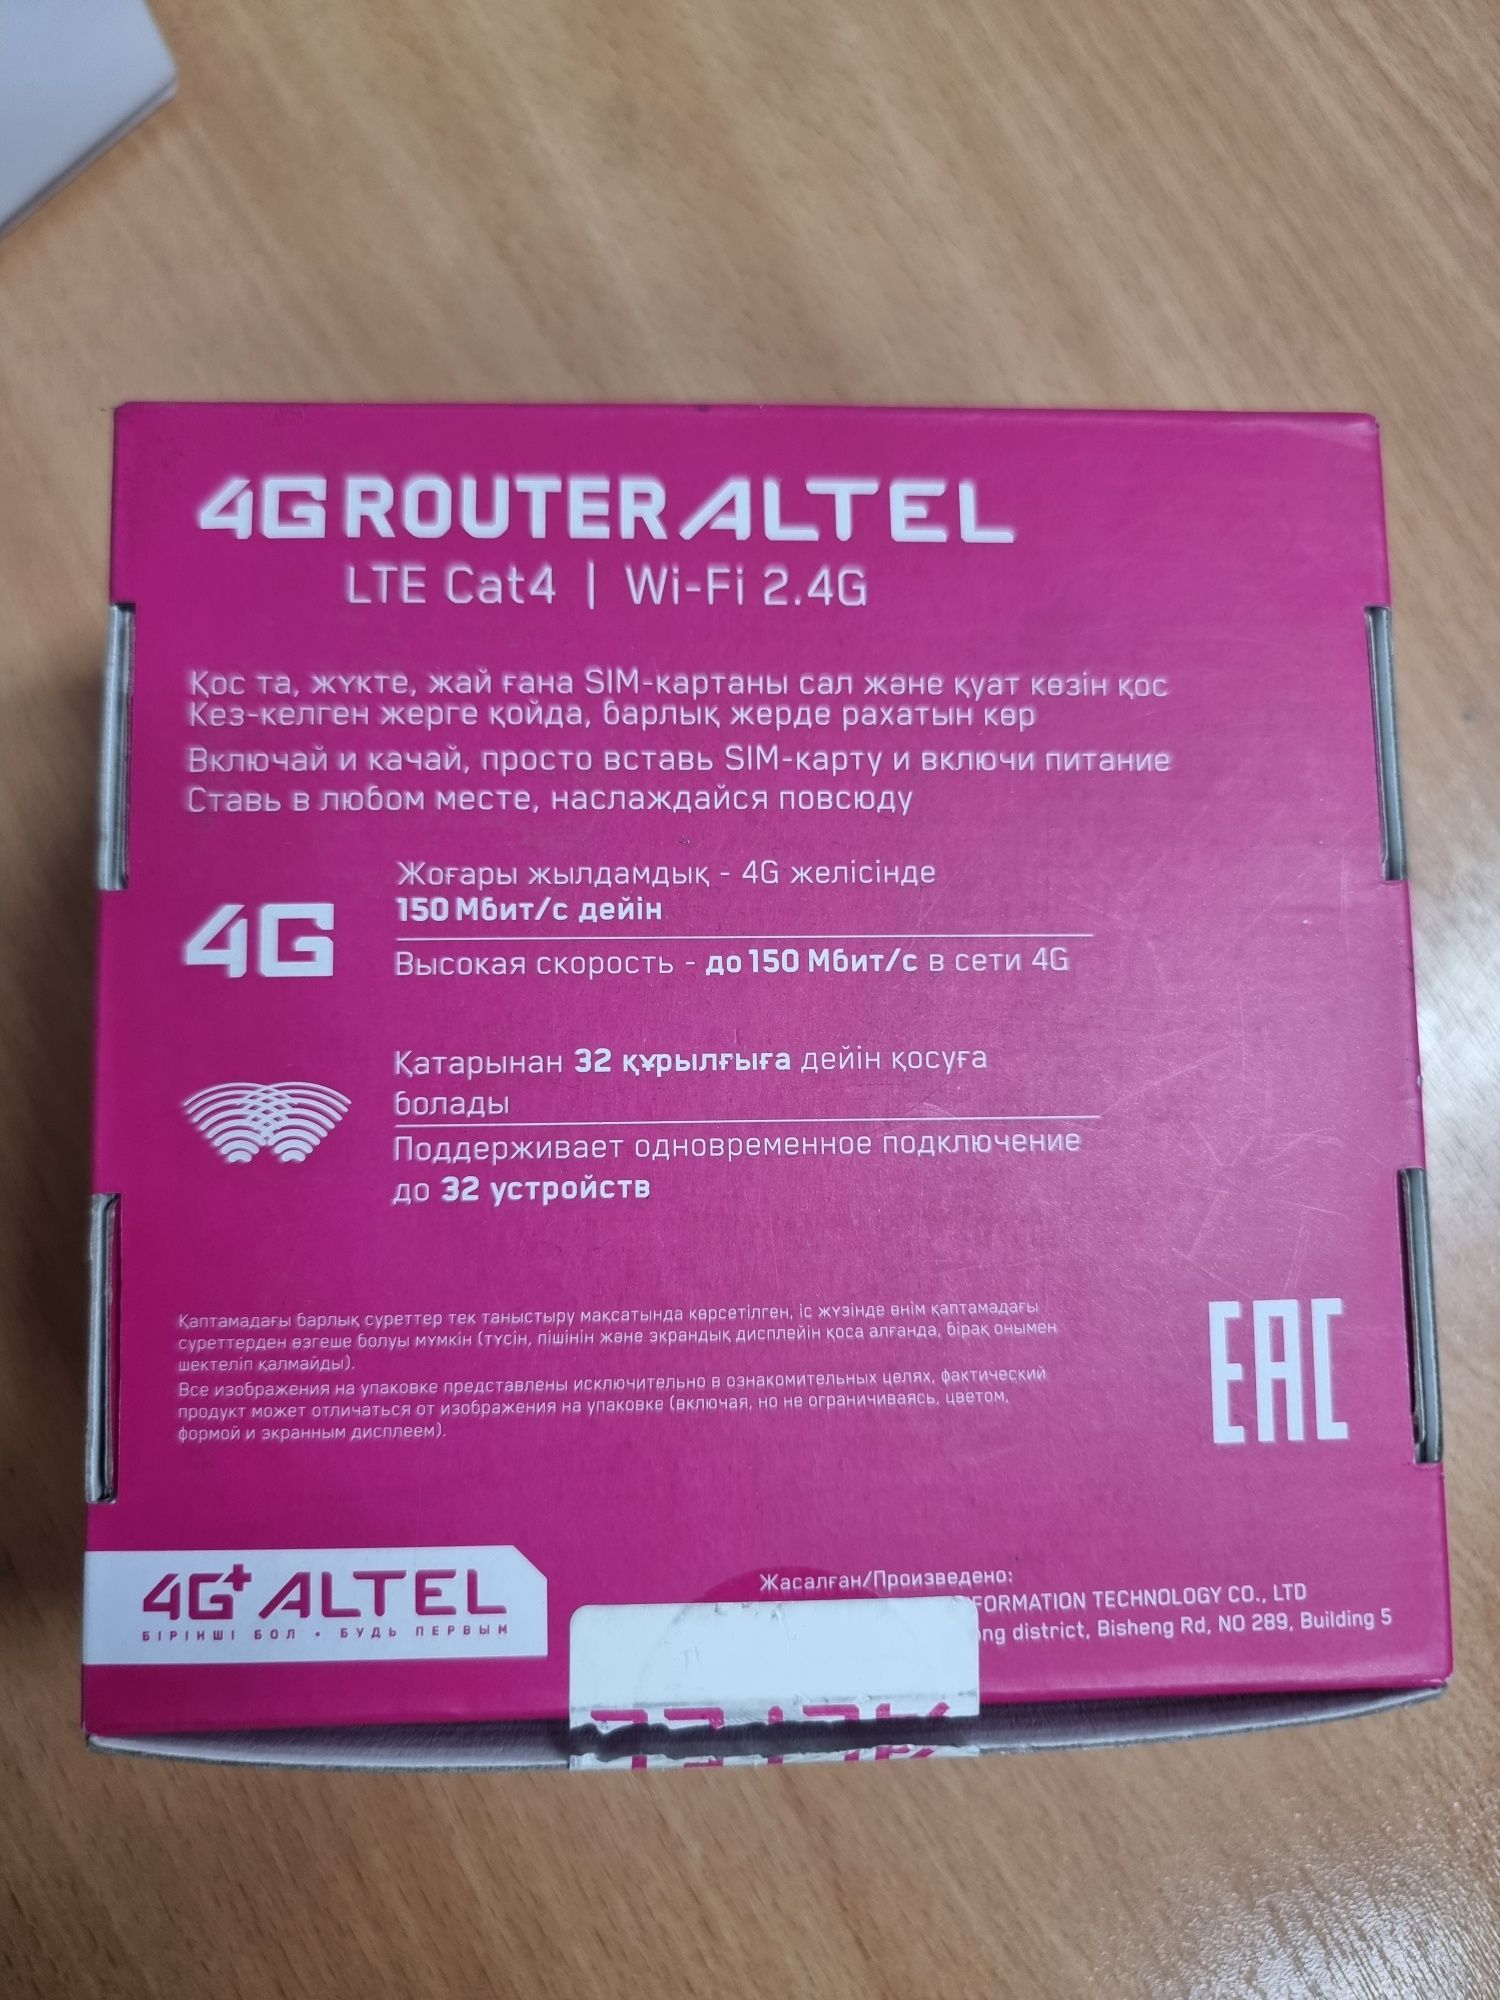 4G ROUTER ALTEL
LTE Cat4 | Wi-Fi 2.4G
Қос та, жүкте, жай ғана SIM-картаны сал және қуат көзін қос
Кез-келген жерге қойда, барлық жерде рахатын көр
Включай и качай, просто вставь SIM-карту и включи питание
Ставь в любом месте, наслаждайся повсюду
4G
Жоғары жылдамдық - 4G желісінде
150 Мбит/с дейін
Высокая скорость - до 150 Мбит/с в сети 4G
Қатарынан 32 құрылғыға дейін қосуға
болады
Поддерживает одновременное подключение
до 32 устройств
Қаптамадағы барлық суреттер тек таныстыру мақсатында көрсетілген, іс жүзінде өнім қаптамадағы
суреттерден өзгеше болуы мүмкін (түсін, пішінін және экрандық дисплейін қоса алғанда, бірақ онымен
шектеліп қалмайды).
Все изображения на упаковке представлены исключительно в ознакомительных целях, фактический
продукт может отличаться от изображения на упаковке (включая, но не ограничиваясь, цветом,
формой и экранным дисплеем).
EAC
4G+ ALTEL
БІРІНШІ БОЛ • БУДЬ ПЕРВЫМ
Жасалған/Произведено:
FORMATION TECHNOLOGY CO., LTD
ong district, Bisheng Rd, NO 289, Building 5